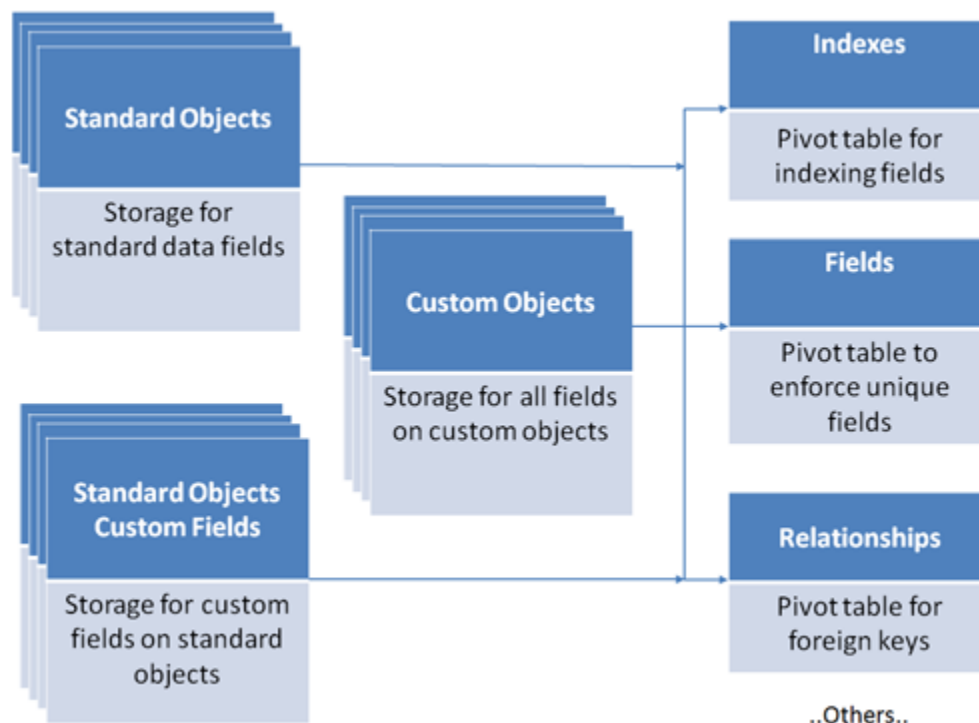 Standard Objects
Storage for
standard data fields
Custom Objects
Storage for all fields
on custom objects
Standard Objects
Custom Fields
Storage for custom
fields on standard
objects
Indexes
Pivot table for
indexing fields
Fields
Pivot table to
enforce unique
fields
Relationships
Pivot table for
foreign keys
..Others..